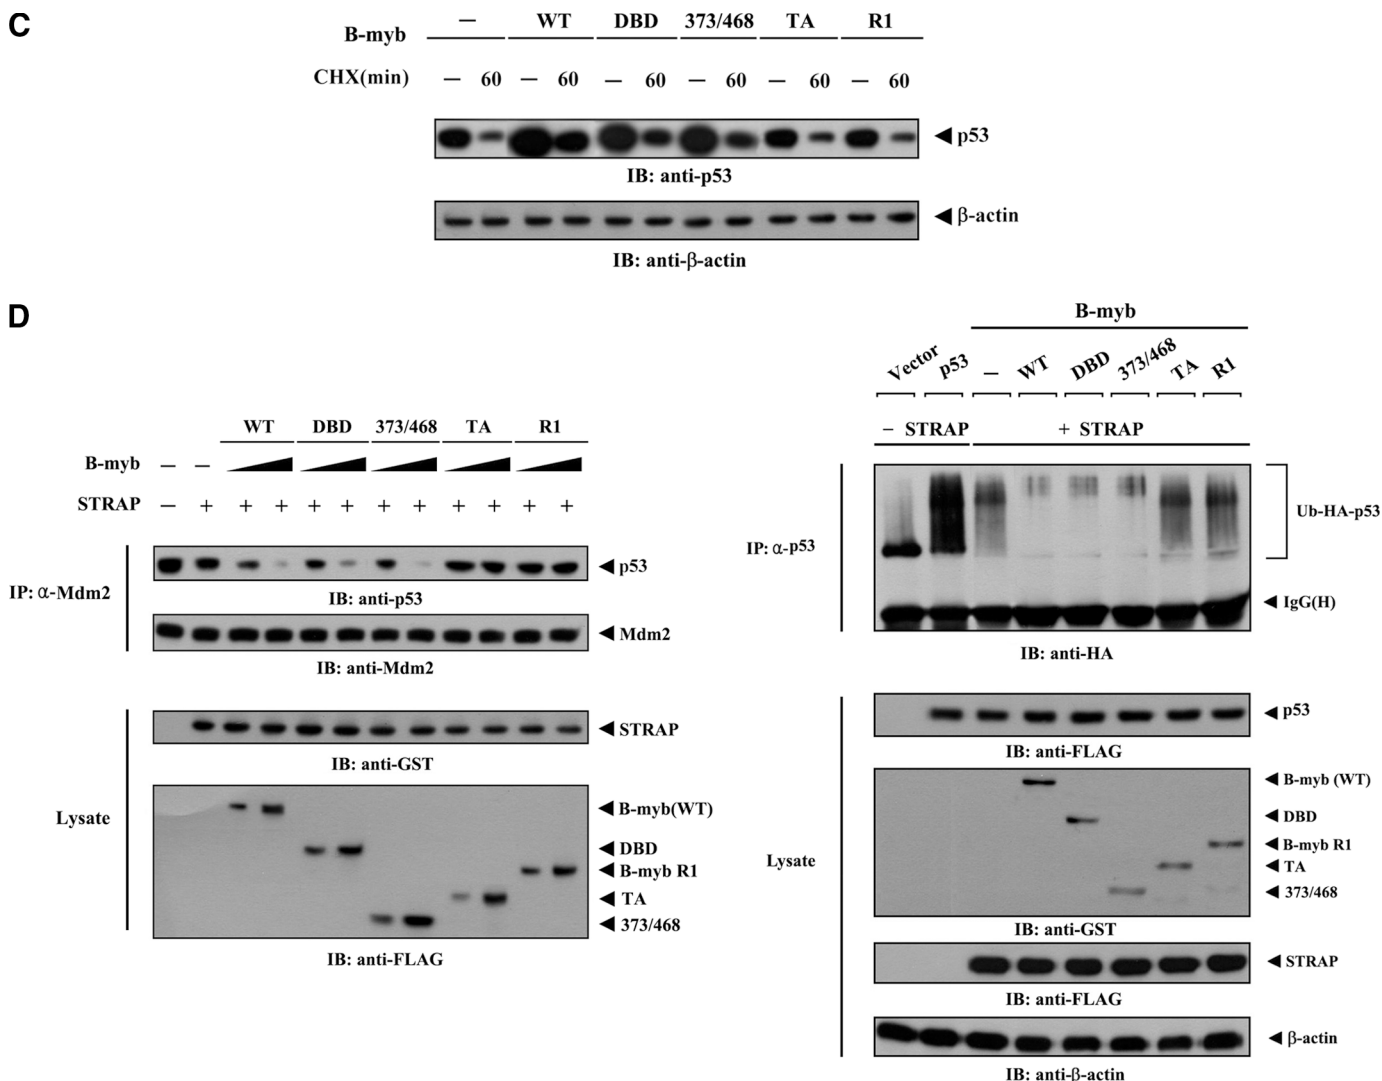 C
B-myb — WT DBD 373/468 TA R1
CHX(min) — 60 — 60 — 60 — 60 — 60 — 60
p53
IB: anti-p53
β-actin
IB: anti-β-actin
D
WT DBD 373/468 TA R1
B-myb — —
STRAP — + + + + + + + + + + +
IP: α-Mdm2
p53
IB: anti-p53
Mdm2
IB: anti-Mdm2
Lysate
STRAP
IB: anti-GST
B-myb(WT)
DBD
B-myb R1
TA
373/468
IB: anti-FLAG
B-myb
Vector p53 — WT DBD 373/468 TA R1
– STRAP + STRAP
IP: α-p53
Ub-HA-p53
IgG(H)
IB: anti-HA
Lysate
p53
IB: anti-FLAG
B-myb (WT)
DBD
B-myb R1
TA
373/468
IB: anti-GST
STRAP
IB: anti-FLAG
β-actin
IB: anti-β-actin